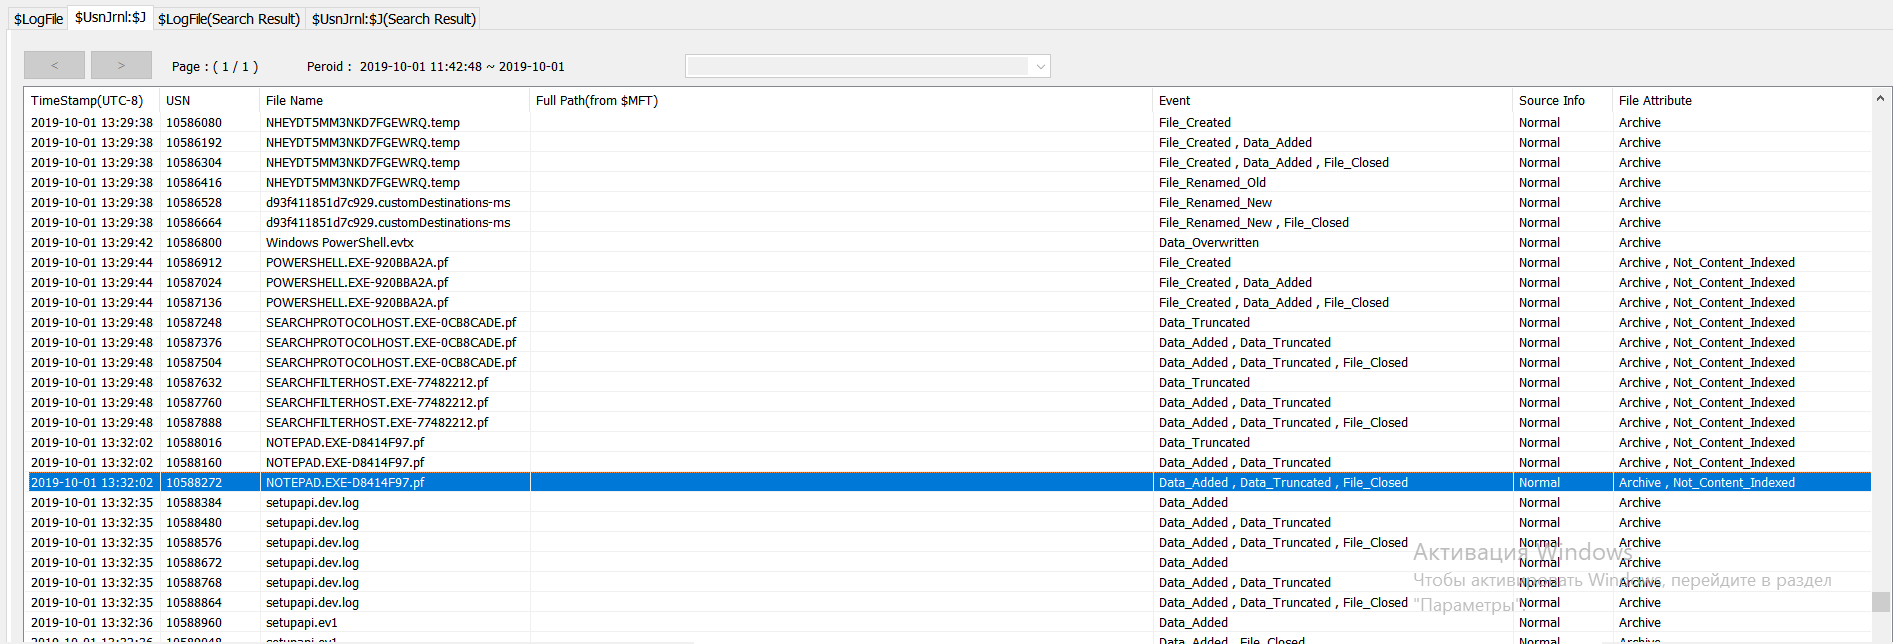 $LogFile $UsnJrnl:$J $LogFile(Search Result) $UsnJrnl:$J(Search Result)
< > Page : ( 1 / 1 ) Peroid : 2019-10-01 11:42:48 ~ 2019-10-01
TimeStamp(UTC-8) USN File Name Full Path(from $MFT) Event Source Info File Attribute
2019-10-01 13:29:38 10586080 NHEYDT5MM3NKD7FGEWRQ.temp File_Created Normal Archive
2019-10-01 13:29:38 10586192 NHEYDT5MM3NKD7FGEWRQ.temp File_Created , Data_Added Normal Archive
2019-10-01 13:29:38 10586304 NHEYDT5MM3NKD7FGEWRQ.temp File_Created , Data_Added , File_Closed Normal Archive
2019-10-01 13:29:38 10586416 NHEYDT5MM3NKD7FGEWRQ.temp File_Renamed_Old Normal Archive
2019-10-01 13:29:38 10586528 d93f411851d7c929.customDestinations-ms File_Renamed_New Normal Archive
2019-10-01 13:29:38 10586664 d93f411851d7c929.customDestinations-ms File_Renamed_New , File_Closed Normal Archive
2019-10-01 13:29:42 10586800 Windows PowerShell.evtx Data_Overwritten Normal Archive
2019-10-01 13:29:44 10586912 POWERSHELL.EXE-920BBA2A.pf File_Created Normal Archive , Not_Content_Indexed
2019-10-01 13:29:44 10587024 POWERSHELL.EXE-920BBA2A.pf File_Created , Data_Added Normal Archive , Not_Content_Indexed
2019-10-01 13:29:44 10587136 POWERSHELL.EXE-920BBA2A.pf File_Created , Data_Added , File_Closed Normal Archive , Not_Content_Indexed
2019-10-01 13:29:48 10587248 SEARCHPROTOCOLHOST.EXE-0CB8CADE.pf Data_Truncated Normal Archive , Not_Content_Indexed
2019-10-01 13:29:48 10587376 SEARCHPROTOCOLHOST.EXE-0CB8CADE.pf Data_Added , Data_Truncated Normal Archive , Not_Content_Indexed
2019-10-01 13:29:48 10587504 SEARCHPROTOCOLHOST.EXE-0CB8CADE.pf Data_Added , Data_Truncated , File_Closed Normal Archive , Not_Content_Indexed
2019-10-01 13:29:48 10587632 SEARCHFILTERHOST.EXE-77482212.pf Data_Truncated Normal Archive , Not_Content_Indexed
2019-10-01 13:29:48 10587760 SEARCHFILTERHOST.EXE-77482212.pf Data_Added , Data_Truncated Normal Archive , Not_Content_Indexed
2019-10-01 13:29:48 10587888 SEARCHFILTERHOST.EXE-77482212.pf Data_Added , Data_Truncated , File_Closed Normal Archive , Not_Content_Indexed
2019-10-01 13:32:02 10588016 NOTEPAD.EXE-D8414F97.pf Data_Truncated Normal Archive , Not_Content_Indexed
2019-10-01 13:32:02 10588160 NOTEPAD.EXE-D8414F97.pf Data_Added , Data_Truncated Normal Archive , Not_Content_Indexed
2019-10-01 13:32:02 10588272 NOTEPAD.EXE-D8414F97.pf Data_Added , Data_Truncated , File_Closed Normal Archive , Not_Content_Indexed
2019-10-01 13:32:35 10588384 setupapi.dev.log Data_Added Normal Archive
2019-10-01 13:32:35 10588480 setupapi.dev.log Data_Added , Data_Truncated Normal Archive
2019-10-01 13:32:35 10588576 setupapi.dev.log Data_Added , Data_Truncated , File_Closed Normal Archive
Активация Windows
2019-10-01 13:32:35 10588672 setupapi.dev.log Data_Added Normal Archive
2019-10-01 13:32:35 10588768 setupapi.dev.log Data_Added , Data_Truncated Normal Archive
Чтобы активировать Windows, перейдите в раздел
2019-10-01 13:32:35 10588864 setupapi.dev.log Data_Added , Data_Truncated , File_Closed Normal Archive
"Параметры".
2019-10-01 13:32:36 10588960 setupapi.ev1 Data_Added Normal Archive
2019-10-01 13:32:36 10589048 setupapi.ev1 Data_Added , File_Closed Normal Archive